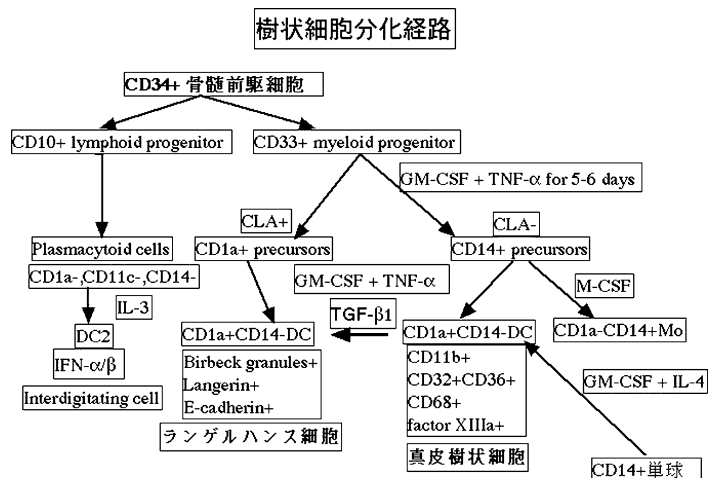 樹状細胞分化経路
CD34+ 骨髄前駆細胞
CD10+ lymphoid progenitor
CD33+ myeloid progenitor
GM-CSF + TNF-α for 5-6 days
CLA+
CLA-
Plasmacytoid cells
CD1a+ precursors
CD14+ precursors
CD1a-,CD11c-,CD14-
GM-CSF + TNF-α
M-CSF
IL-3
TGF-β1
DC2
CD1a+CD14-DC
CD1a+CD14-DC
CD1a-CD14+Mo
IFN-α/β
Birbeck granules+
Langerin+
E-cadherin+
CD11b+
CD32+CD36+
CD68+
factor XIIIa+
GM-CSF + IL-4
Interdigitating cell
ランゲルハンス細胞
真皮樹状細胞
CD14+単球